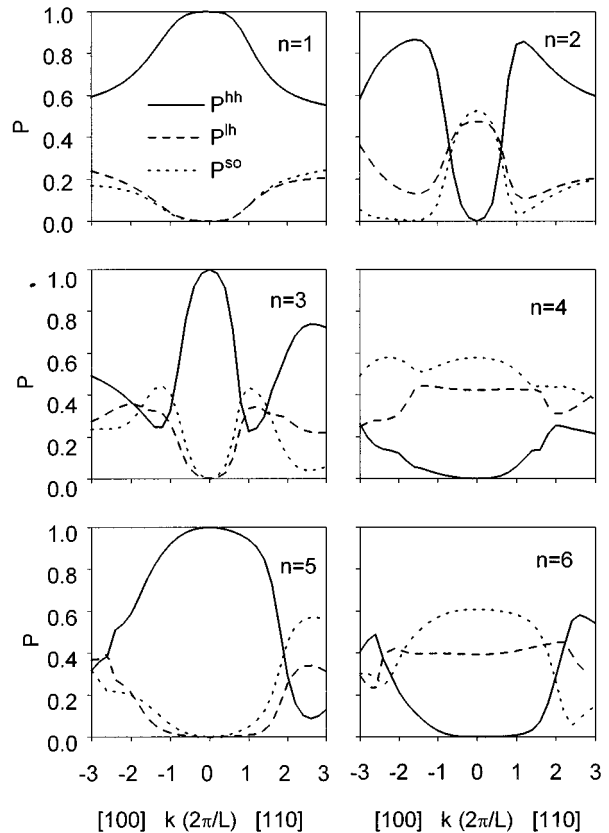 1.0
0.8
0.6
0.4
0.2
0.0
P
n=1
P^hh
P^lh
P^so
n=2
1.0
0.8
0.6
0.4
0.2
0.0
P
n=3
n=4
1.0
0.8
0.6
0.4
0.2
0.0
P
n=5
n=6
-3 -2 -1 0 1 2 3
-3 -2 -1 0 1 2 3
[100] k (2π/L) [110]
[100] k (2π/L) [110]